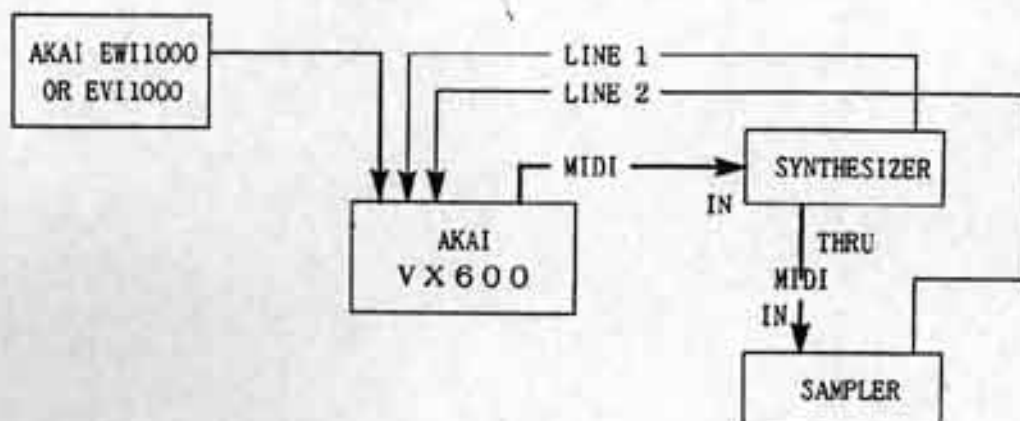 AKAI EWI1000
OR EVI1000
LINE 1
LINE 2
MIDI
SYNTHESIZER
IN
AKAI
VX600
THRU
MIDI
IN
SAMPLER